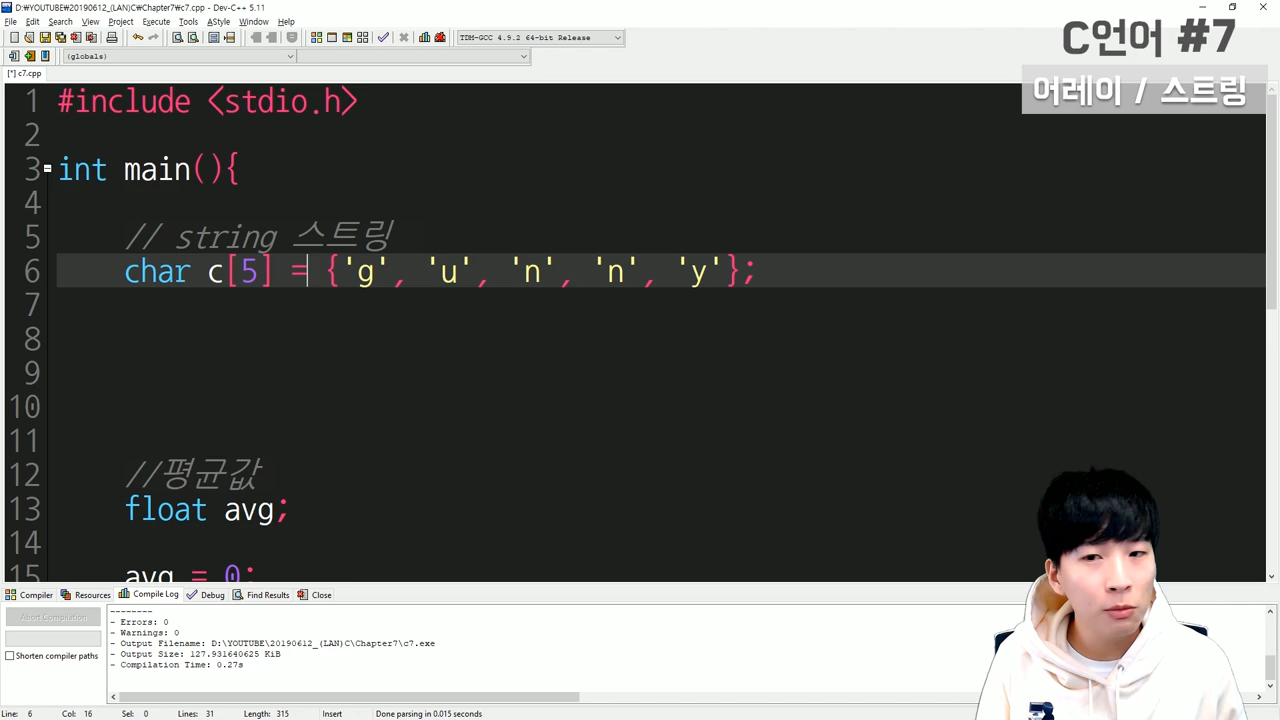 D:\YOUTUBE\20190612_(LAN)C\Chapter7\c7.cpp - Dev-C++ 5.11
File Edit Search View Project Execute Tools AStyle Window Help
TDM-GCC 4.9.2 64-bit Release
(globals)
[*] c7.cpp
C언어 #7
어레이 / 스트링
1 #include <stdio.h>
2
3 int main(){
4
5 // string 스트링
6 char c[5] = {'g', 'u', 'n', 'n', 'y'};
7
8
9
10
11
12 //평균값
13 float avg;
14
15 avg = 0;
Compiler Resources Compile Log Debug Find Results Close
Abort Compilation
Shorten compiler paths
--------
- Errors: 0
- Warnings: 0
- Output Filename: D:\YOUTUBE\20190612_(LAN)C\Chapter7\c7.exe
- Output Size: 127.931640625 KiB
- Compilation Time: 0.27s
Line: 6 Col: 16 Sel: 0 Lines: 31 Length: 315 Insert Done parsing in 0.015 seconds